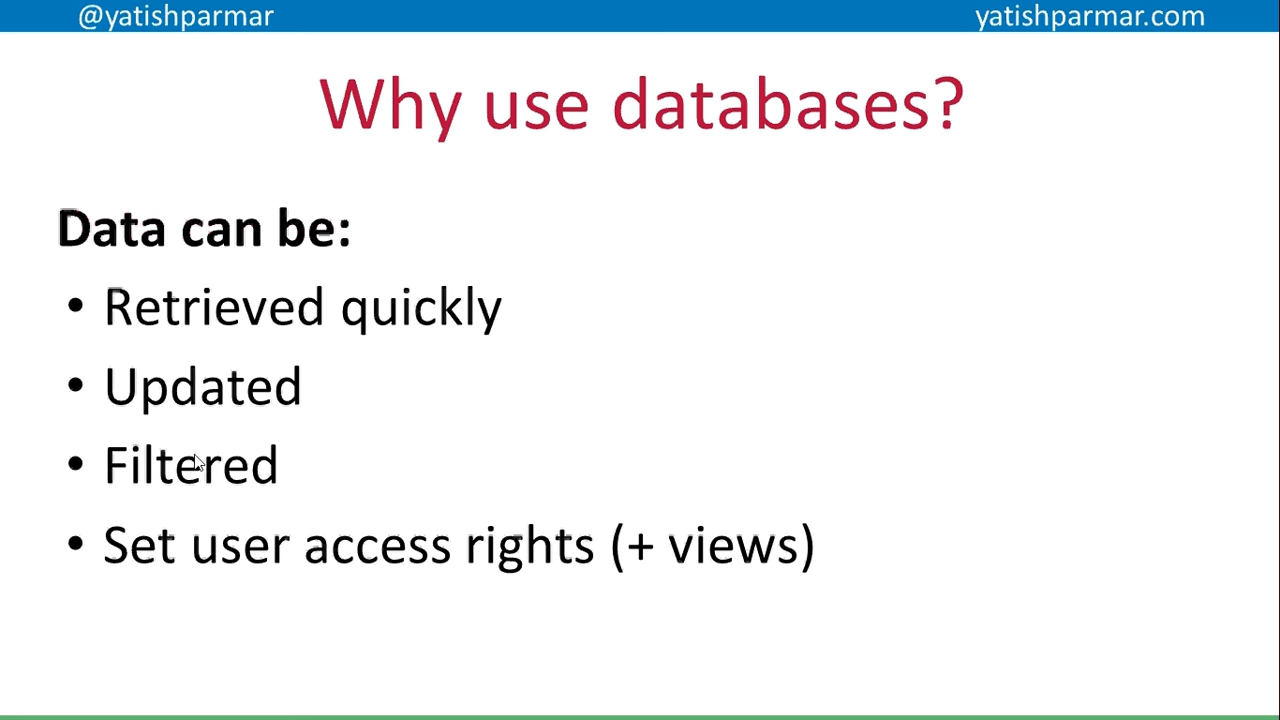 @yatishparmar
yatishparmar.com
Why use databases?
Data can be:
• Retrieved quickly
• Updated
• Filtered
• Set user access rights (+ views)